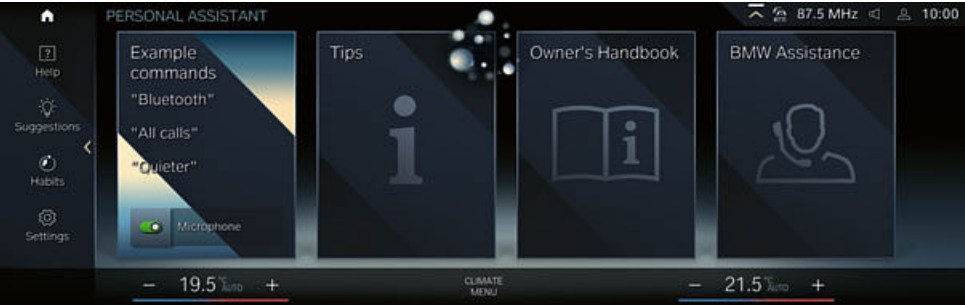 PERSONAL ASSISTANT
87.5 MHz
10:00
Help
Suggestions
Habits
Settings
Example
commands
"Bluetooth"
"All calls"
"Quieter"
Microphone
Tips
Owner's Handbook
BMW Assistance
− 19.5 °C AUTO +
CLIMATE
MENU
− 21.5 °C AUTO +